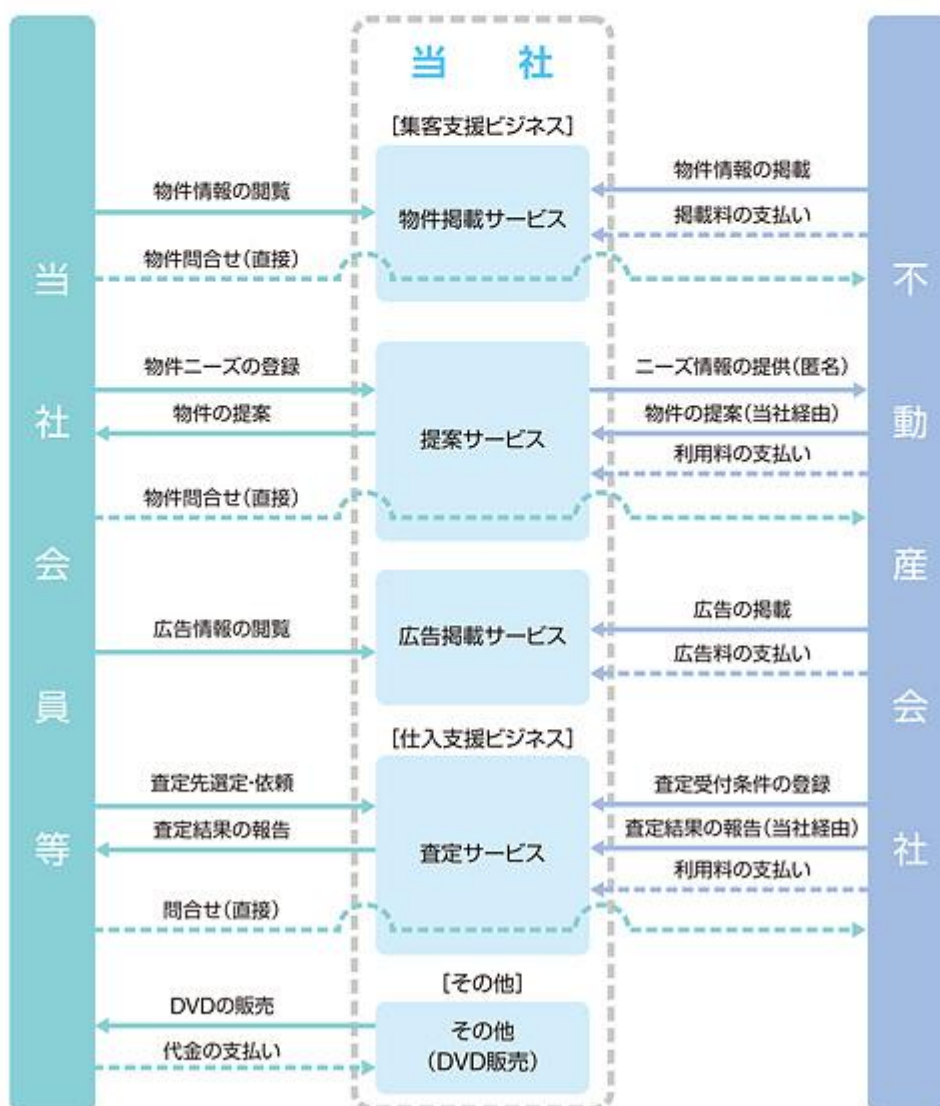 当社
[集客支援ビジネス]
物件情報の閲覧
物件掲載サービス
物件情報の掲載
掲載料の支払い
物件問合せ(直接)
物件ニーズの登録
物件の提案
提案サービス
ニーズ情報の提供(匿名)
物件の提案(当社経由)
利用料の支払い
物件問合せ(直接)
広告情報の閲覧
広告掲載サービス
広告の掲載
広告料の支払い
[仕入支援ビジネス]
査定先選定・依頼
査定結果の報告
査定サービス
査定受付条件の登録
査定結果の報告(当社経由)
利用料の支払い
問合せ(直接)
[その他]
DVDの販売
代金の支払い
その他
(DVD販売)
当社会員等
不動産会社